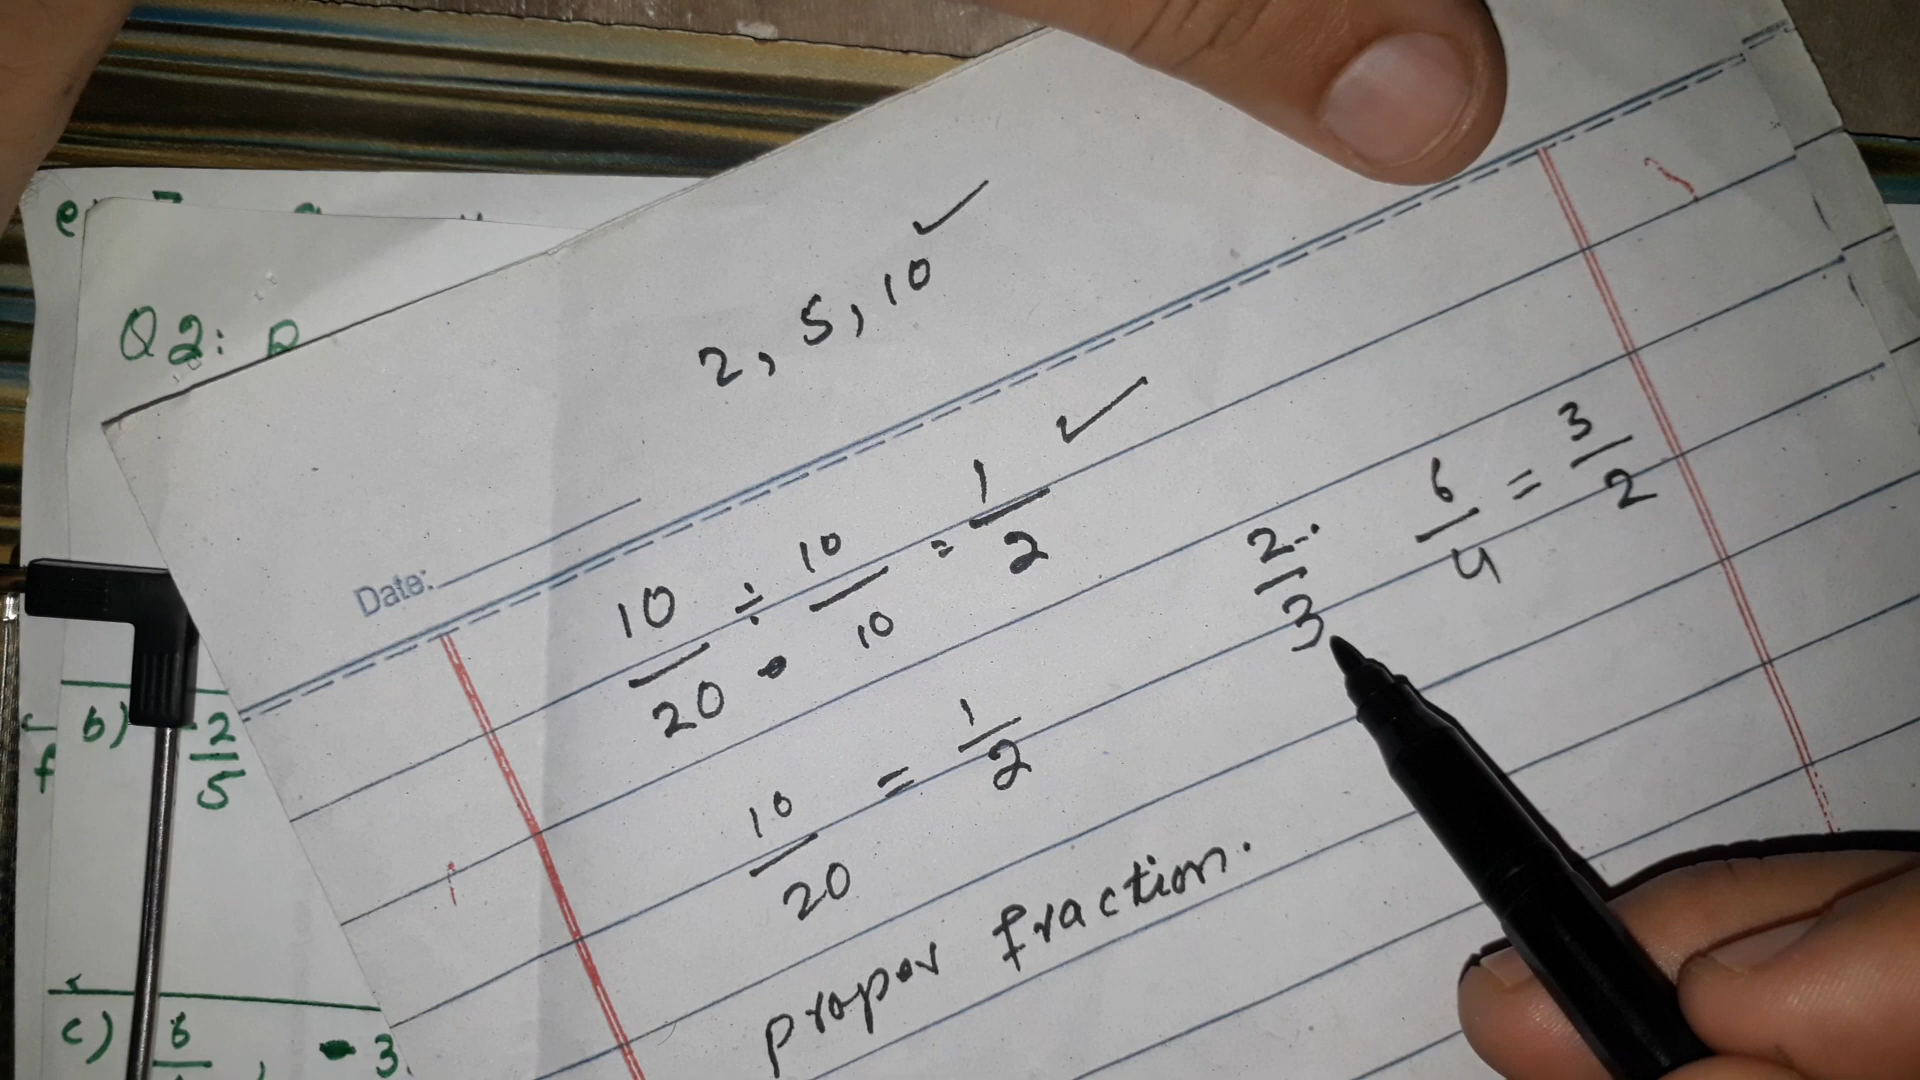 2, 5, 10 ✓
Date:
10/20 ÷ 10/10 = 1/2 ✓
2/3
6/4 = 3/2
10/20 = 1/2
proper fraction.
Q2:
b) 2/5
c) 6
3